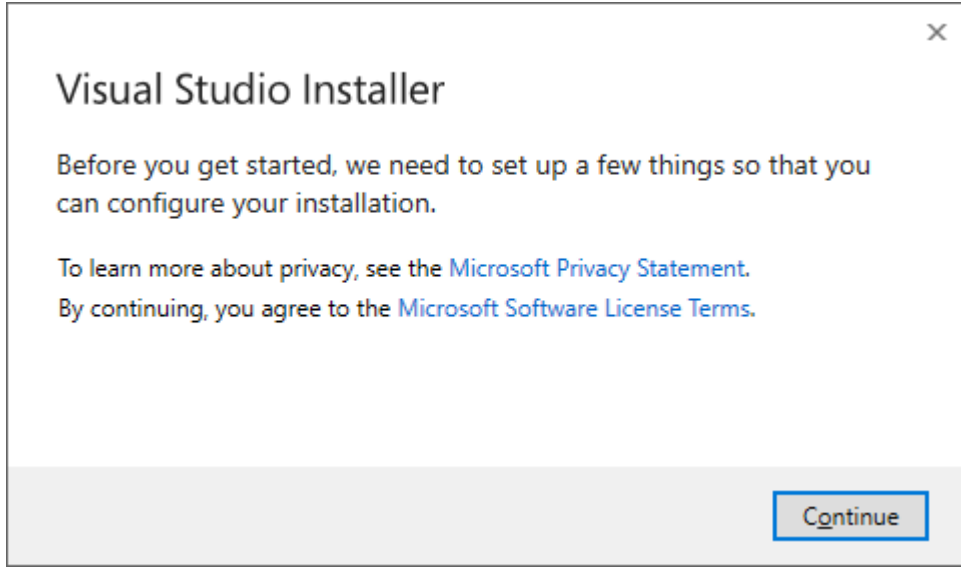 Visual Studio Installer
Before you get started, we need to set up a few things so that you
can configure your installation.
To learn more about privacy, see the Microsoft Privacy Statement.
By continuing, you agree to the Microsoft Software License Terms.
Continue